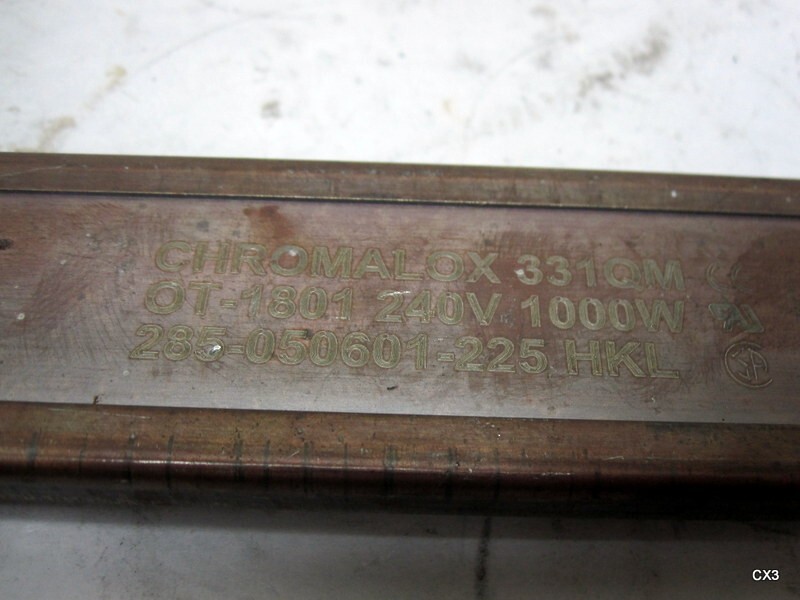 CHROMALOX 331QM
OT-1801 240V 1000W
285-050601-225 HKL
CX3